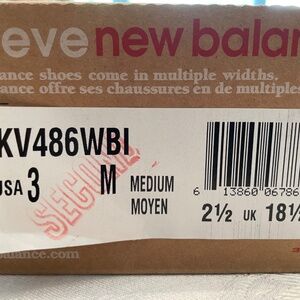 eve new balan
ance shoes come in multiple widths.
ance offre ses chaussures en de multiples
KV486WBI
USA 3 M MEDIUM
MOYEN
SECOND
6 13860 06786
2½ UK 18½
balance.com